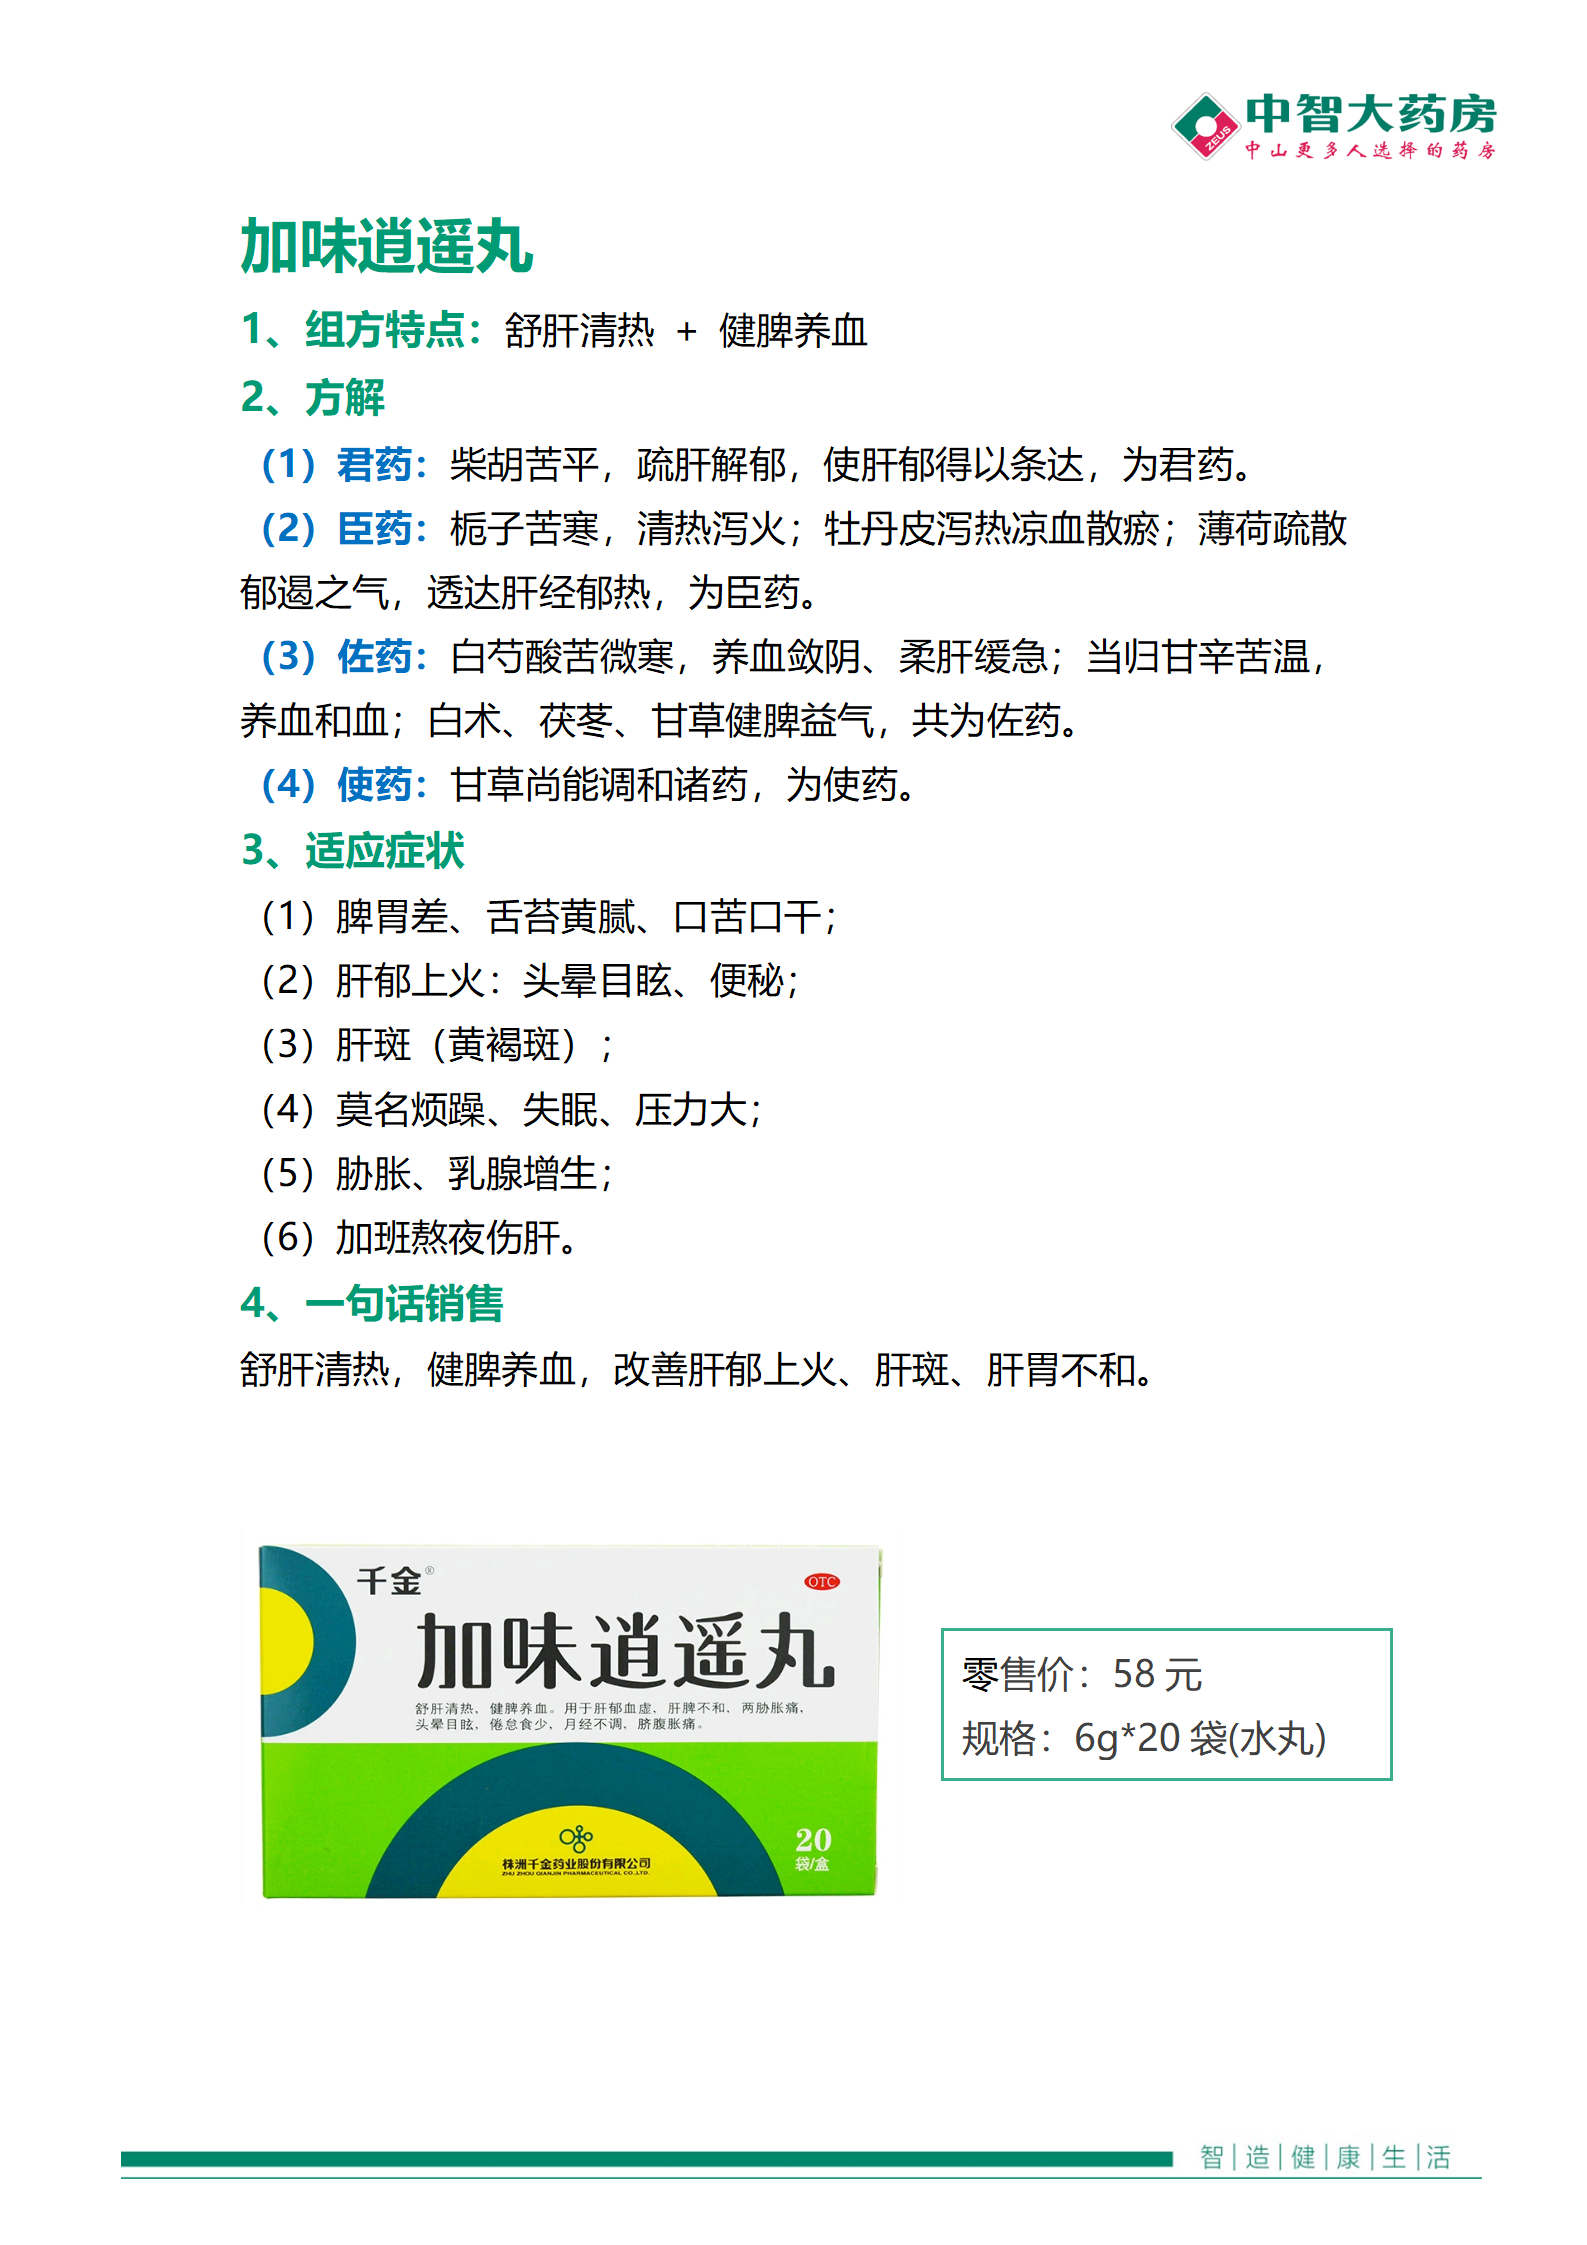 中智大药房
ZEUS
中山更多人选择的药房
加味逍遥丸
1、组方特点：舒肝清热 + 健脾养血
2、方解
（1）君药：柴胡苦平，疏肝解郁，使肝郁得以条达，为君药。
（2）臣药：栀子苦寒，清热泻火；牡丹皮泻热凉血散瘀；薄荷疏散
郁遏之气，透达肝经郁热，为臣药。
（3）佐药：白芍酸苦微寒，养血敛阴、柔肝缓急；当归甘辛苦温，
养血和血；白术、茯苓、甘草健脾益气，共为佐药。
（4）使药：甘草尚能调和诸药，为使药。
3、适应症状
（1）脾胃差、舌苔黄腻、口苦口干；
（2）肝郁上火：头晕目眩、便秘；
（3）肝斑（黄褐斑）；
（4）莫名烦躁、失眠、压力大；
（5）胁胀、乳腺增生；
（6）加班熬夜伤肝。
4、一句话销售
舒肝清热，健脾养血，改善肝郁上火、肝斑、肝胃不和。
千金®
OTC
加味逍遥丸
舒肝清热，健脾养血。用于肝郁血虚，肝脾不和，两胁胀痛，
头晕目眩，倦怠食少，月经不调，脐腹胀痛。
株洲千金药业股份有限公司
ZHU ZHOU QIANJIN PHARMACEUTICAL CO.,LTD.
20
袋/盒
零售价：58 元
规格：6g*20 袋(水丸)
智|造|健|康|生|活